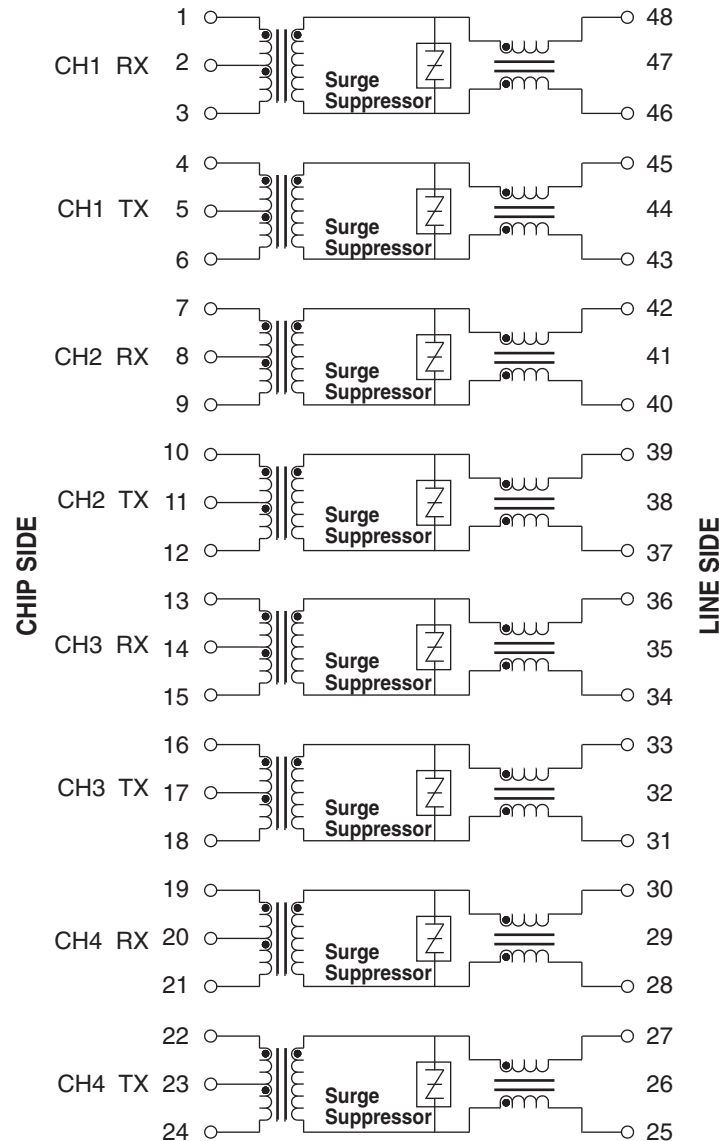 1 48
CH1 RX 2 47
Surge
Suppressor
3 46
4 45
CH1 TX 5 44
Surge
Suppressor
6 43
7 42
CH2 RX 8 41
Surge
Suppressor
9 40
10 39
CH2 TX 11 38
Surge
Suppressor
12 37
CHIP SIDE
LINE SIDE
13 36
CH3 RX 14 35
Surge
Suppressor
15 34
16 33
CH3 TX 17 32
Surge
Suppressor
18 31
19 30
CH4 RX 20 29
Surge
Suppressor
21 28
22 27
CH4 TX 23 26
Surge
Suppressor
24 25